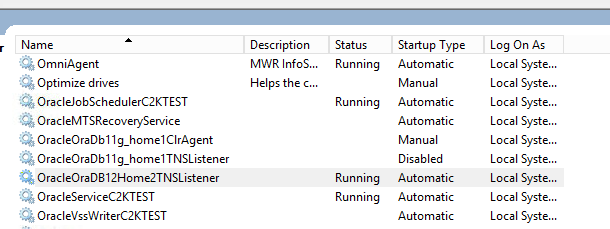 Name Description Status Startup Type Log On As
OmniAgent MWR InfoS... Running Automatic Local Syste...
Optimize drives Helps the c... Manual Local Syste...
OracleJobSchedulerC2KTEST Running Automatic Local Syste...
OracleMTSRecoveryService Automatic Local Syste...
OracleOraDb11g_home1ClrAgent Manual Local Syste...
OracleOraDb11g_home1TNSListener Disabled Local Syste...
OracleOraDB12Home2TNSListener Running Automatic Local Syste...
OracleServiceC2KTEST Running Automatic Local Syste...
OracleVssWriterC2KTEST Automatic Local Syste...